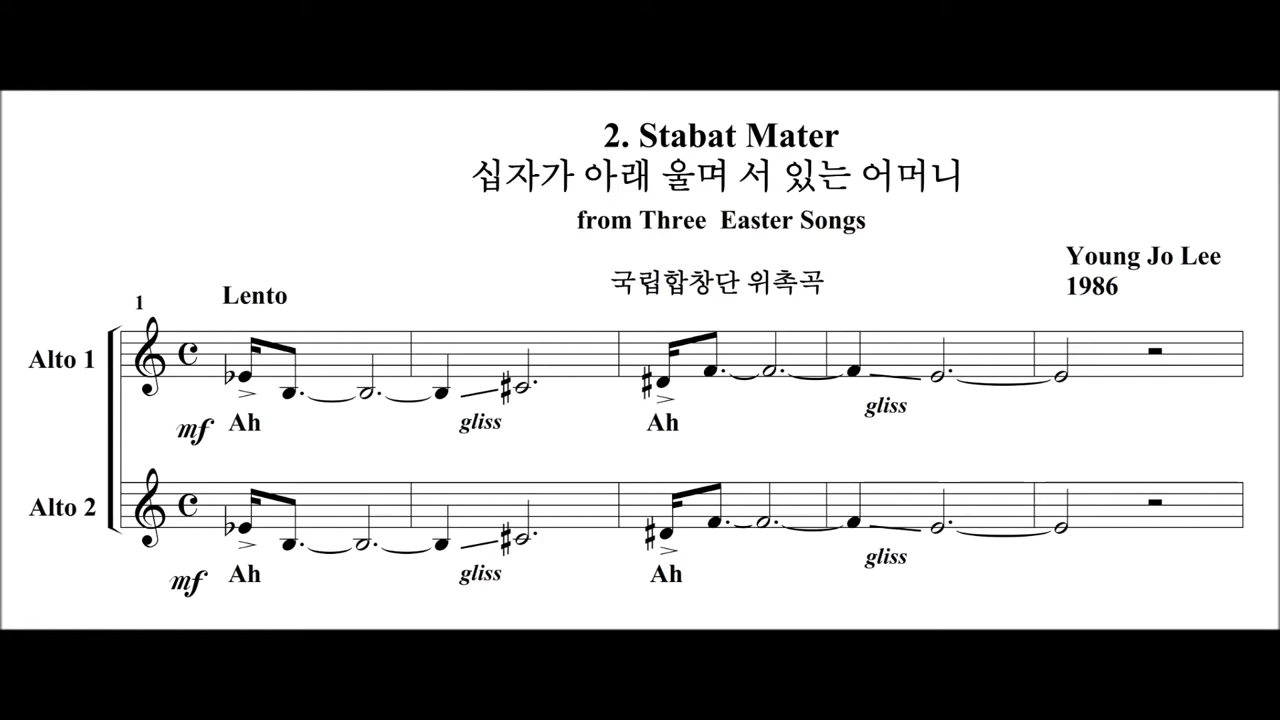 2. Stabat Mater
십자가 아래 울며 서 있는 어머니
from Three Easter Songs
Young Jo Lee
국립합창단 위촉곡
1986
1
Lento
Alto 1
gliss
gliss
mf Ah
Ah
Alto 2
gliss
gliss
mf Ah
Ah